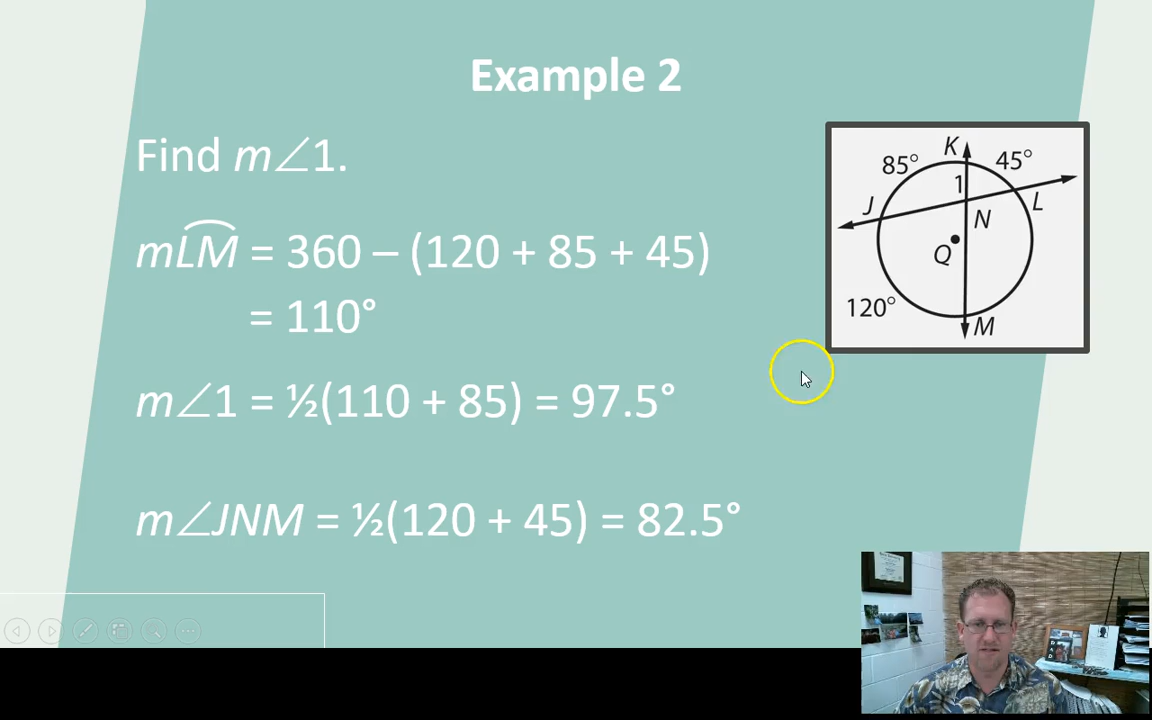 Example 2
Find m∠1.
mLM = 360 – (120 + 85 + 45)
= 110°
m∠1 = ½(110 + 85) = 97.5°
m∠JNM = ½(120 + 45) = 82.5°
K
85°
45°
1
J
L
N
Q
120°
M